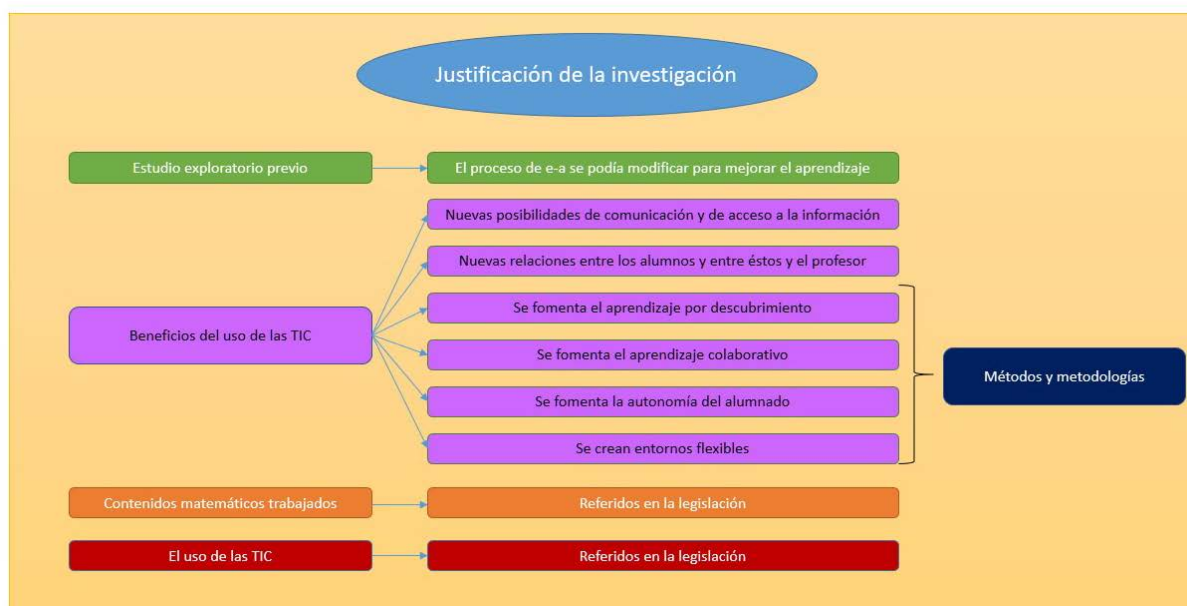 Justificación de la investigación
Estudio exploratorio previo
El proceso de e-a se podía modificar para mejorar el aprendizaje
Beneficios del uso de las TIC
Nuevas posibilidades de comunicación y de acceso a la información
Nuevas relaciones entre los alumnos y entre éstos y el profesor
Se fomenta el aprendizaje por descubrimiento
Se fomenta el aprendizaje colaborativo
Se fomenta la autonomía del alumnado
Se crean entornos flexibles
Métodos y metodologías
Contenidos matemáticos trabajados
Referidos en la legislación
El uso de las TIC
Referidos en la legislación